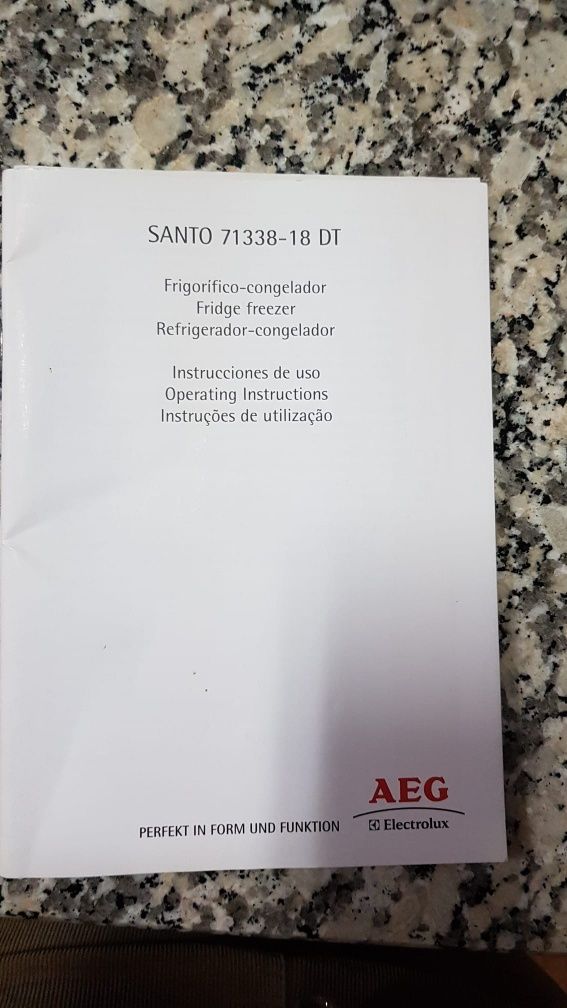 SANTO 71338-18 DT
Frigorífico-congelador
Fridge freezer
Refrigerador-congelador
Instrucciones de uso
Operating Instructions
Instruções de utilização
AEG
PERFEKT IN FORM UND FUNKTION
Electrolux